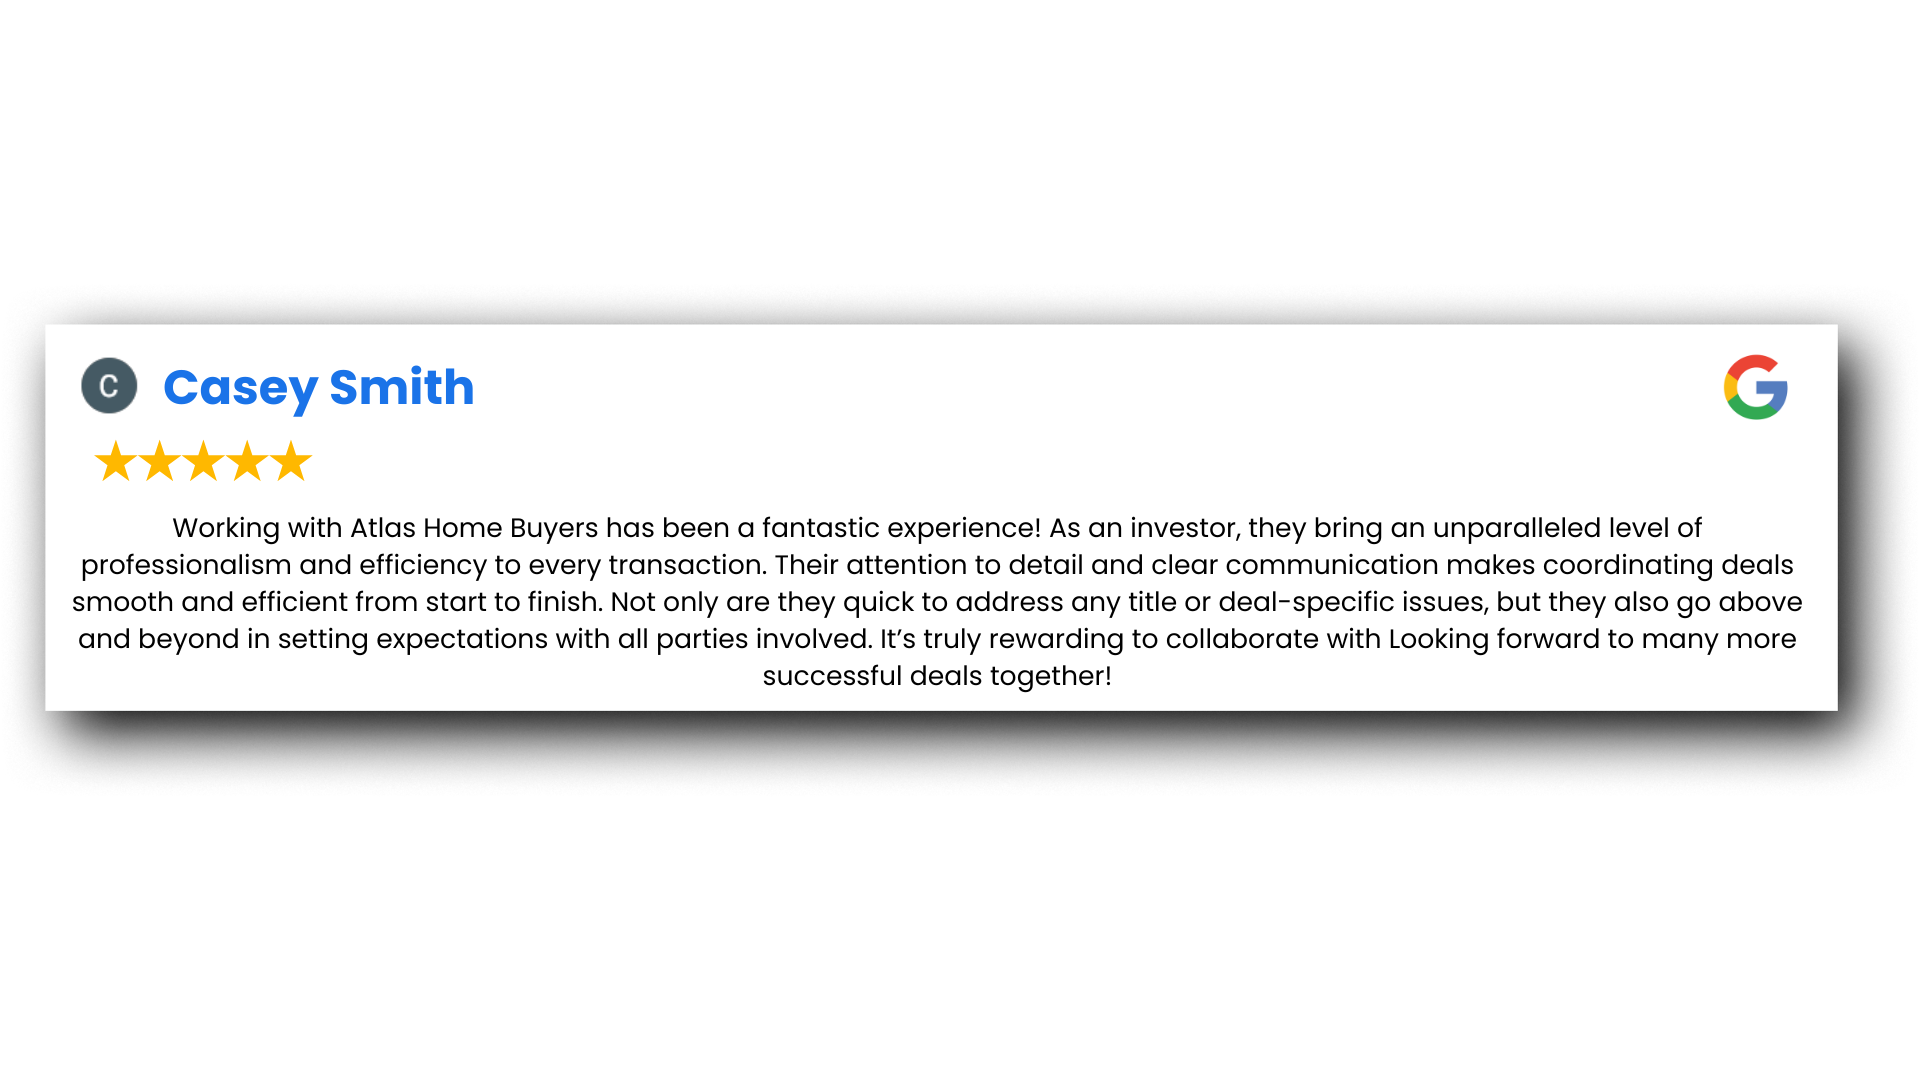 C
Casey Smith
G
Working with Atlas Home Buyers has been a fantastic experience! As an investor, they bring an unparalleled level of
professionalism and efficiency to every transaction. Their attention to detail and clear communication makes coordinating deals
smooth and efficient from start to finish. Not only are they quick to address any title or deal-specific issues, but they also go above
and beyond in setting expectations with all parties involved. It’s truly rewarding to collaborate with Looking forward to many more
successful deals together!